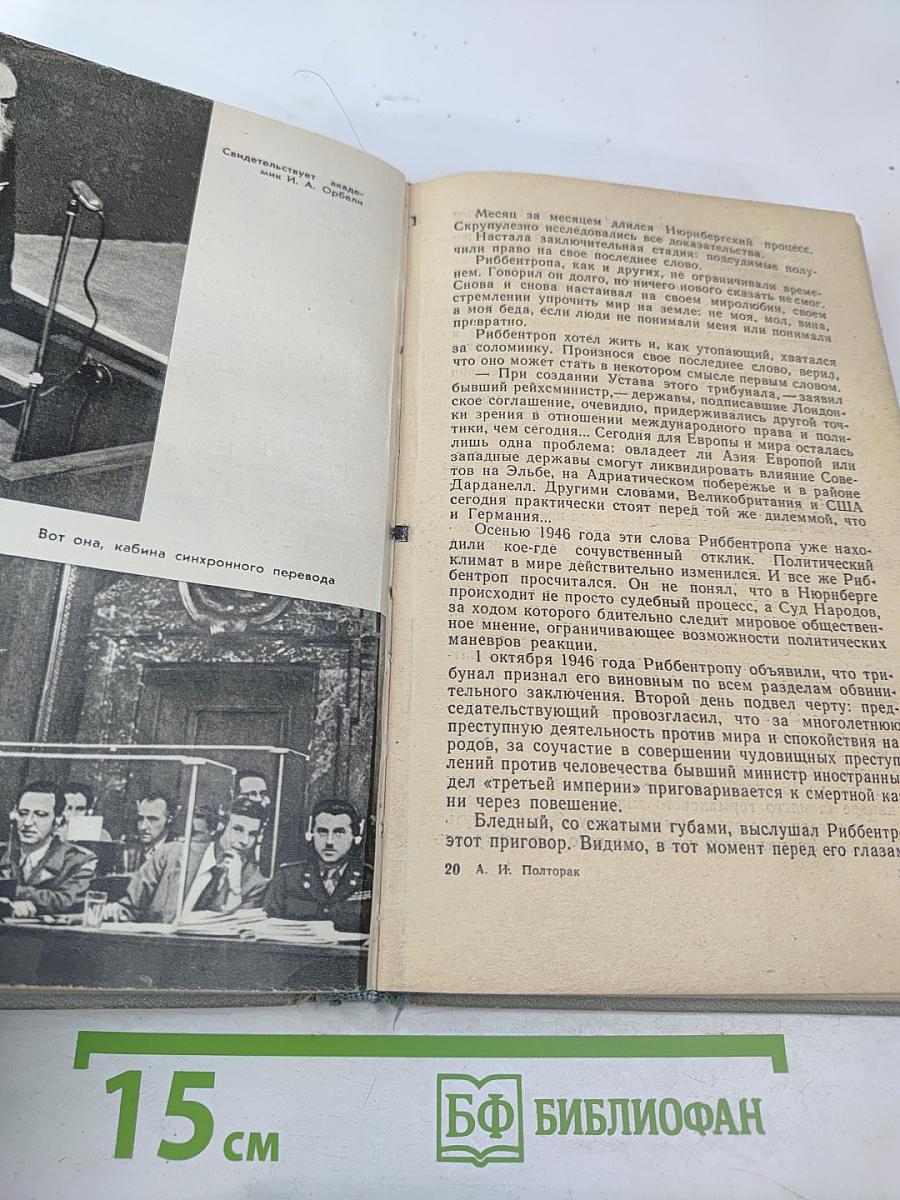 Свидетельствует акаде-
мик И. А. Орбели
Вот она, кабина синхронного перевода
Месяц за месяцем длился Нюрнбергский процесс.
Скрупулезно исследовались все доказательства.
Настала заключительная стадия: подсудимые полу-
чили право на свое последнее слово.
Риббентропа, как и других, не ограничивали време-
нем. Говорил он долго, но ничего нового сказать не смог.
Снова и снова настаивал на своем миролюбии, своем
стремлении упрочить мир на земле: не моя, мол, вина,
а моя беда, если люди не понимали меня или понимали
превратно.
Риббентроп хотел жить и, как утопающий, хватался
за соломинку. Произнося свое последнее слово, верил,
что оно может стать в некотором смысле первым словом.
— При создании Устава этого трибунала,— заявил
бывший рейхсминистр,— державы, подписавшие Лондон-
ское соглашение, очевидно, придерживались другой точ-
ки зрения в отношении международного права и поли-
тики, чем сегодня... Сегодня для Европы и мира осталась
лишь одна проблема: овладеет ли Азия Европой или
западные державы смогут ликвидировать влияние Сове-
тов на Эльбе, на Адриатическом побережье и в районе
Дарданелл. Другими словами, Великобритания и США
сегодня практически стоят перед той же дилеммой, что
и Германия...
Осенью 1946 года эти слова Риббентропа уже нахо-
дили кое-где сочувственный отклик. Политический
климат в мире действительно изменился. И все же Риб-
бентроп просчитался. Он не понял, что в Нюрнберге
происходит не просто судебный процесс, а Суд Народов,
за ходом которого бдительно следит мировое обществен-
ное мнение, ограничивающее возможности политических
маневров реакции.
1 октября 1946 года Риббентропу объявили, что три-
бунал признал его виновным по всем разделам обвини-
тельного заключения. Второй день подвел черту: пред-
седательствующий провозгласил, что за многолетнюю
преступную деятельность против мира и спокойствия на-
родов, за соучастие в совершении чудовищных преступ
лений против человечества бывший министр иностранны
дел «третьей империи» приговаривается к смертной ка
ни через повешение.
Бледный, со сжатыми губами, выслушал Риббентр
этот приговор. Видимо, в тот момент перед его глазам
20 А. И. Полторак
15 см
БФ БИБЛИОФАН